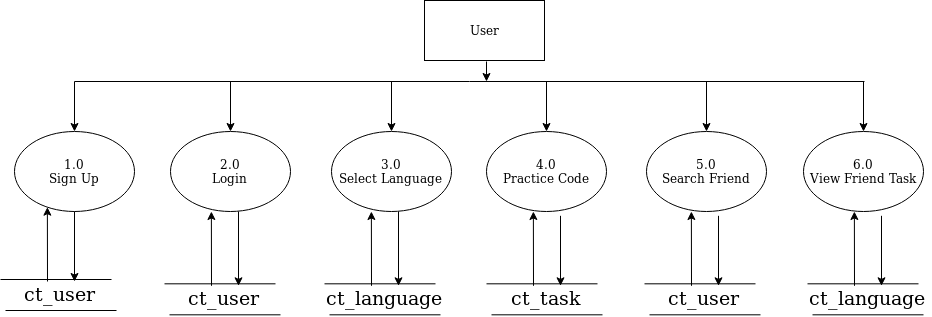 User
1.0
Sign Up
2.0
Login
3.0
Select Language
4.0
Practice Code
5.0
Search Friend
6.0
View Friend Task
ct_user
ct_user
ct_language
ct_task
ct_user
ct_language